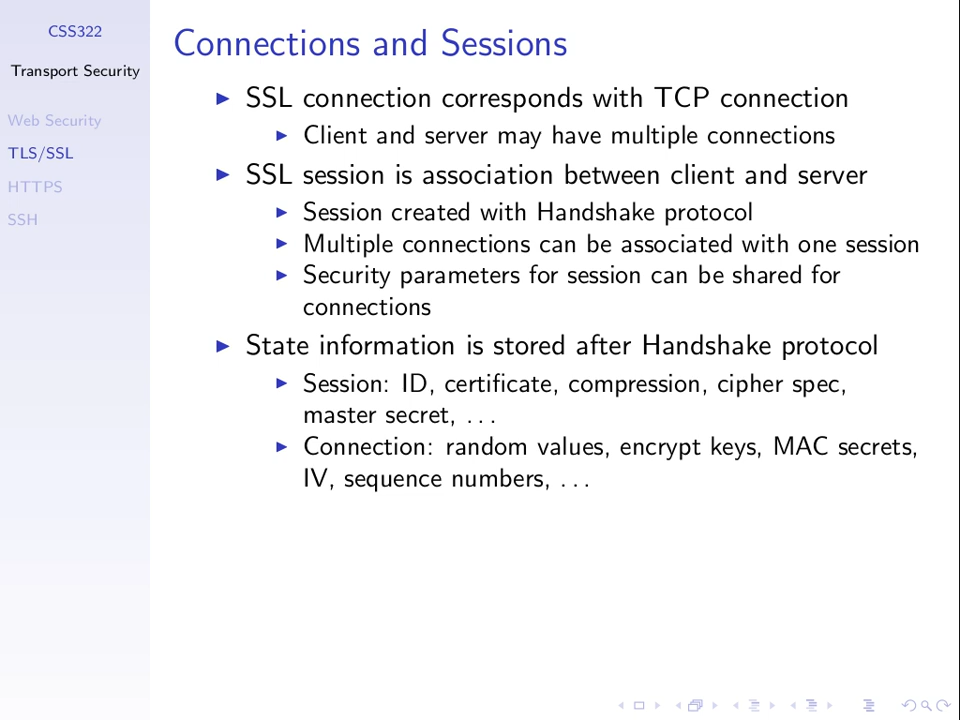 CSS322
Transport Security
Web Security
TLS/SSL
HTTPS
SSH
Connections and Sessions
SSL connection corresponds with TCP connection
Client and server may have multiple connections
SSL session is association between client and server
Session created with Handshake protocol
Multiple connections can be associated with one session
Security parameters for session can be shared for
connections
State information is stored after Handshake protocol
Session: ID, certificate, compression, cipher spec,
master secret, . . .
Connection: random values, encrypt keys, MAC secrets,
IV, sequence numbers, . . .